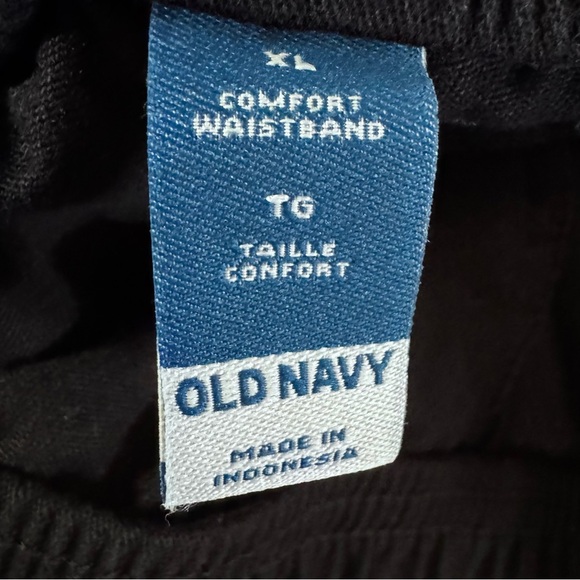 XL
COMFORT
WAISTBAND
TG
TAILLE
CONFORT
OLD NAVY
MADE IN
INDONESIA